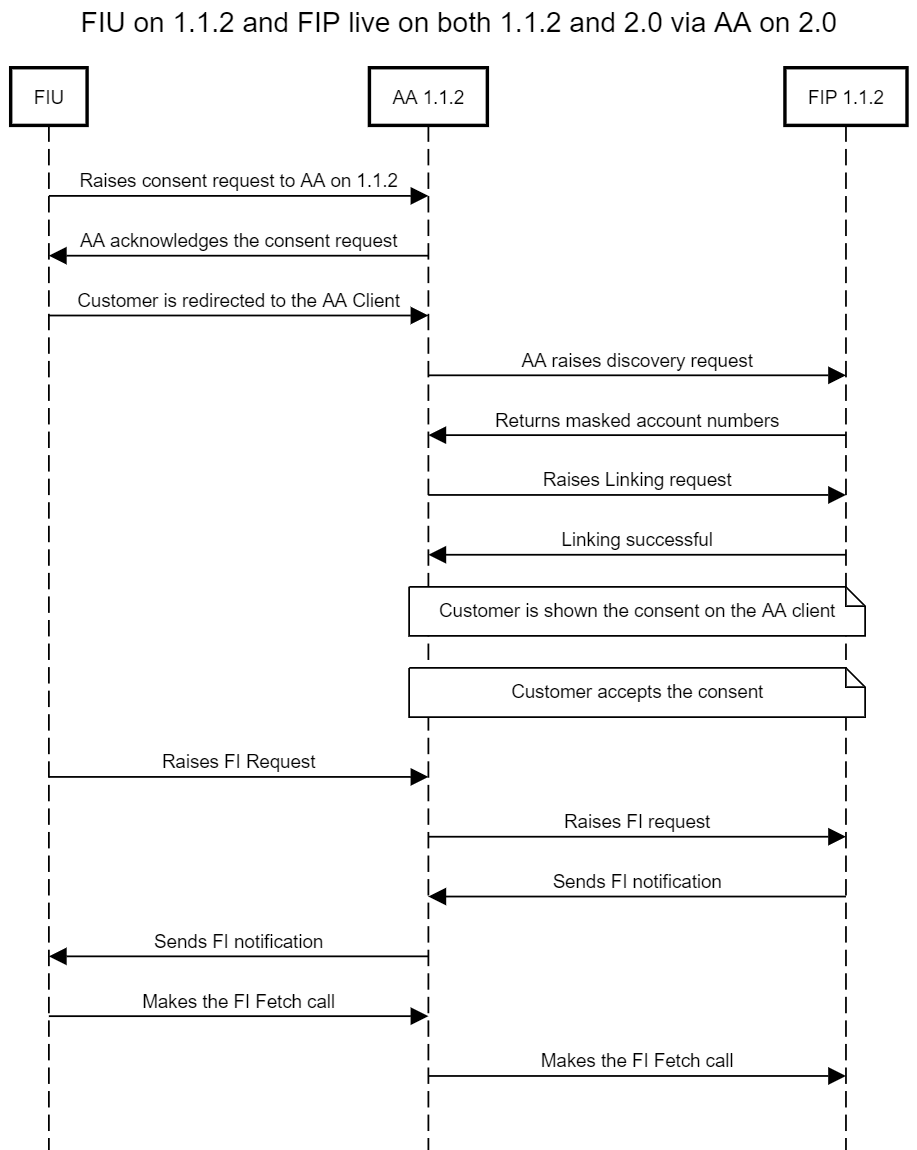 FIU on 1.1.2 and FIP live on both 1.1.2 and 2.0 via AA on 2.0
FIU
AA 1.1.2
FIP 1.1.2
Raises consent request to AA on 1.1.2
AA acknowledges the consent request
Customer is redirected to the AA Client
AA raises discovery request
Returns masked account numbers
Raises Linking request
Linking successful
Customer is shown the consent on the AA client
Customer accepts the consent
Raises FI Request
Raises FI request
Sends FI notification
Sends FI notification
Makes the FI Fetch call
Makes the FI Fetch call